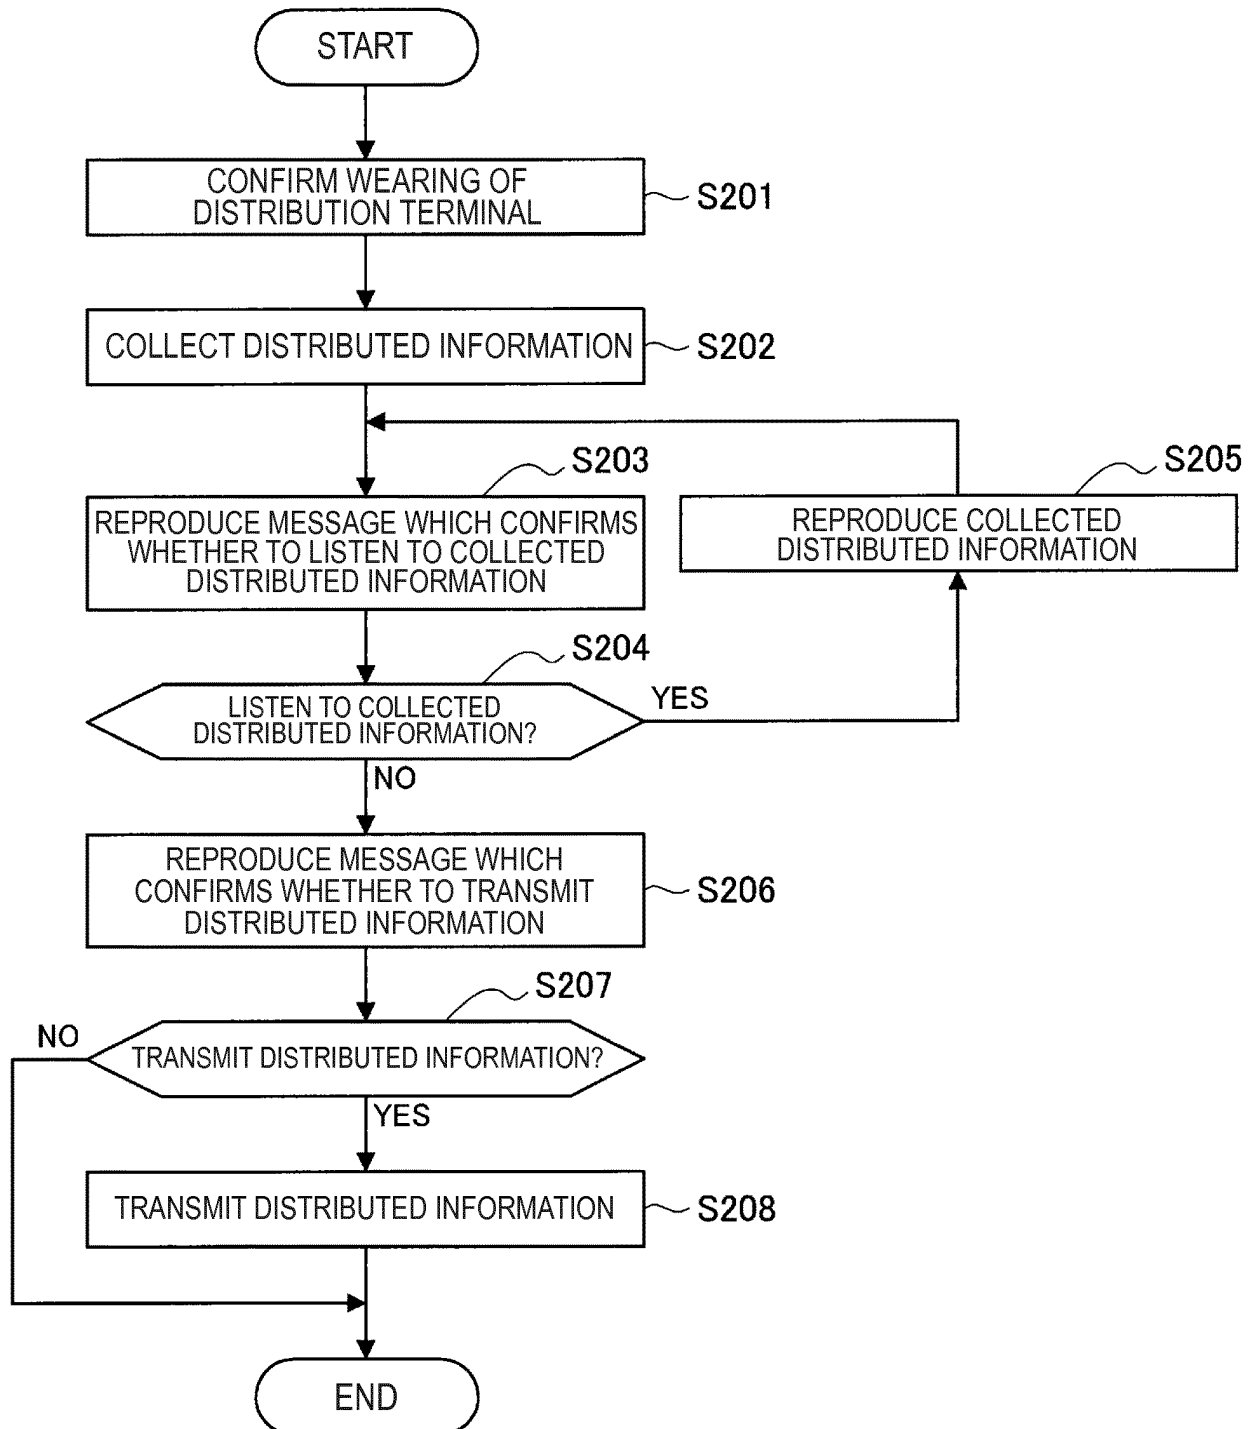 START
CONFIRM WEARING OF
DISTRIBUTION TERMINAL
S201
COLLECT DISTRIBUTED INFORMATION
S202
S203
REPRODUCE MESSAGE WHICH CONFIRMS
WHETHER TO LISTEN TO COLLECTED
DISTRIBUTED INFORMATION
S205
REPRODUCE COLLECTED
DISTRIBUTED INFORMATION
S204
LISTEN TO COLLECTED
DISTRIBUTED INFORMATION?
YES
NO
REPRODUCE MESSAGE WHICH
CONFIRMS WHETHER TO TRANSMIT
DISTRIBUTED INFORMATION
S206
S207
NO
TRANSMIT DISTRIBUTED INFORMATION?
YES
TRANSMIT DISTRIBUTED INFORMATION
S208
END